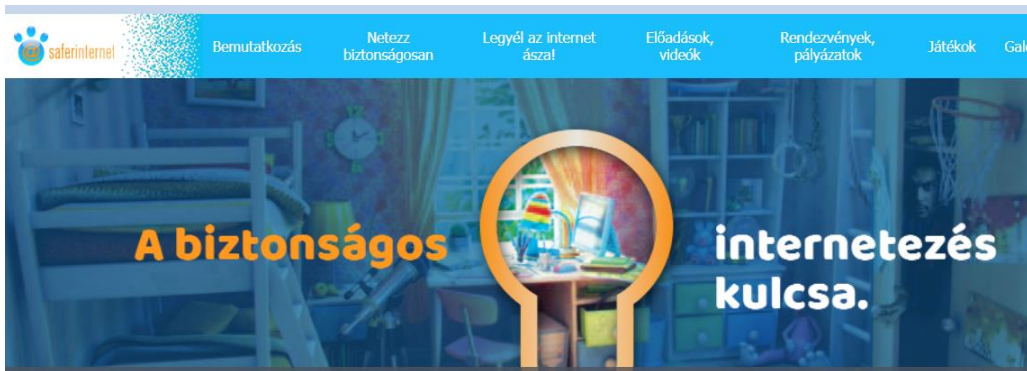 @ saferinternet
Bemutatkozás
Netezz
biztonságosan
Legyél az internet
ásza!
Előadások,
videók
Rendezvények,
pályázatok
Játékok
A biztonságos
internetezés
kulcsa.